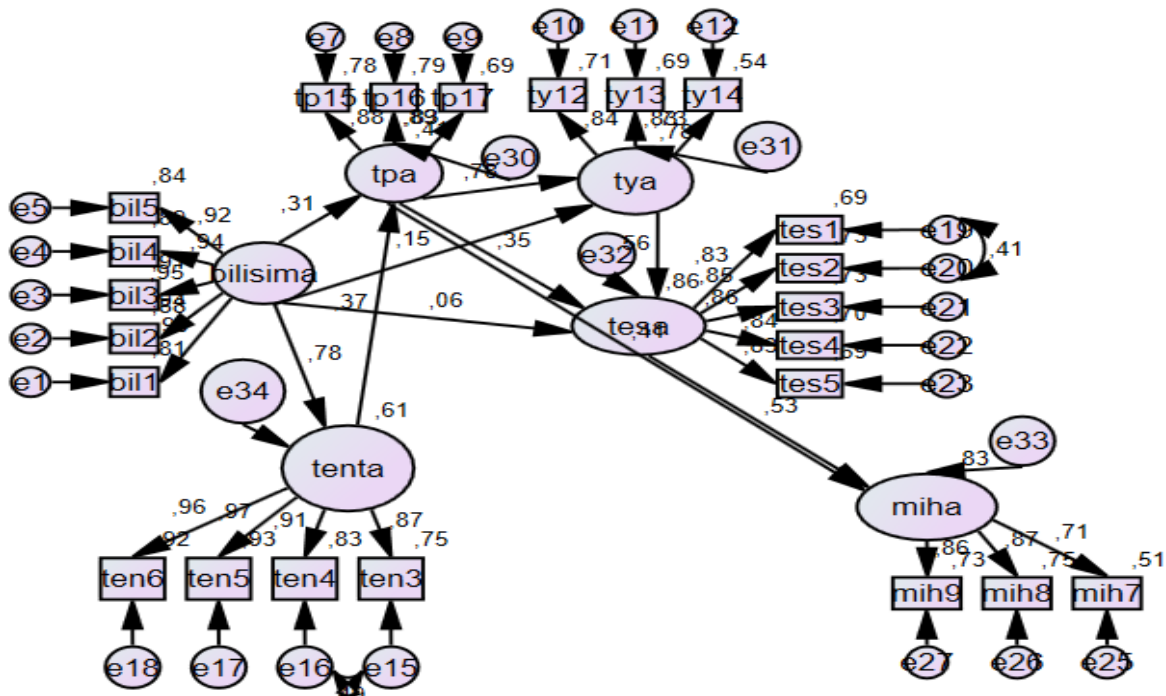 e7 e8 e9 e10 e11 e12
,78 ,79 ,69 ,71 ,69 ,54
tp15 tp16 tp17 ty12 ty13 ty14
,88 ,84
e30 e31
tpa tya
,78
,84
e5 bil5
,92 ,31 ,15 ,35 ,56
e4 bil4
,94
bilisima
e32
,69
tes1 e19
,41
,83
tes2 e20
,86 ,85
e3 bil3
,95
,37 ,06
,73
tes3 e21
,86
e2 bil2
tesa
,84
tes4 e22
,81
e1 bil1
,78
tes5 e23
e34
,61
,53
e33
tenta
,83
miha
,96 ,97 ,91 ,87
,92 ,93 ,83 ,75
,86 ,87 ,71
,73 ,75 ,51
ten6 ten5 ten4 ten3
mih9 mih8 mih7
e18 e17 e16 e15
e27 e26 e25